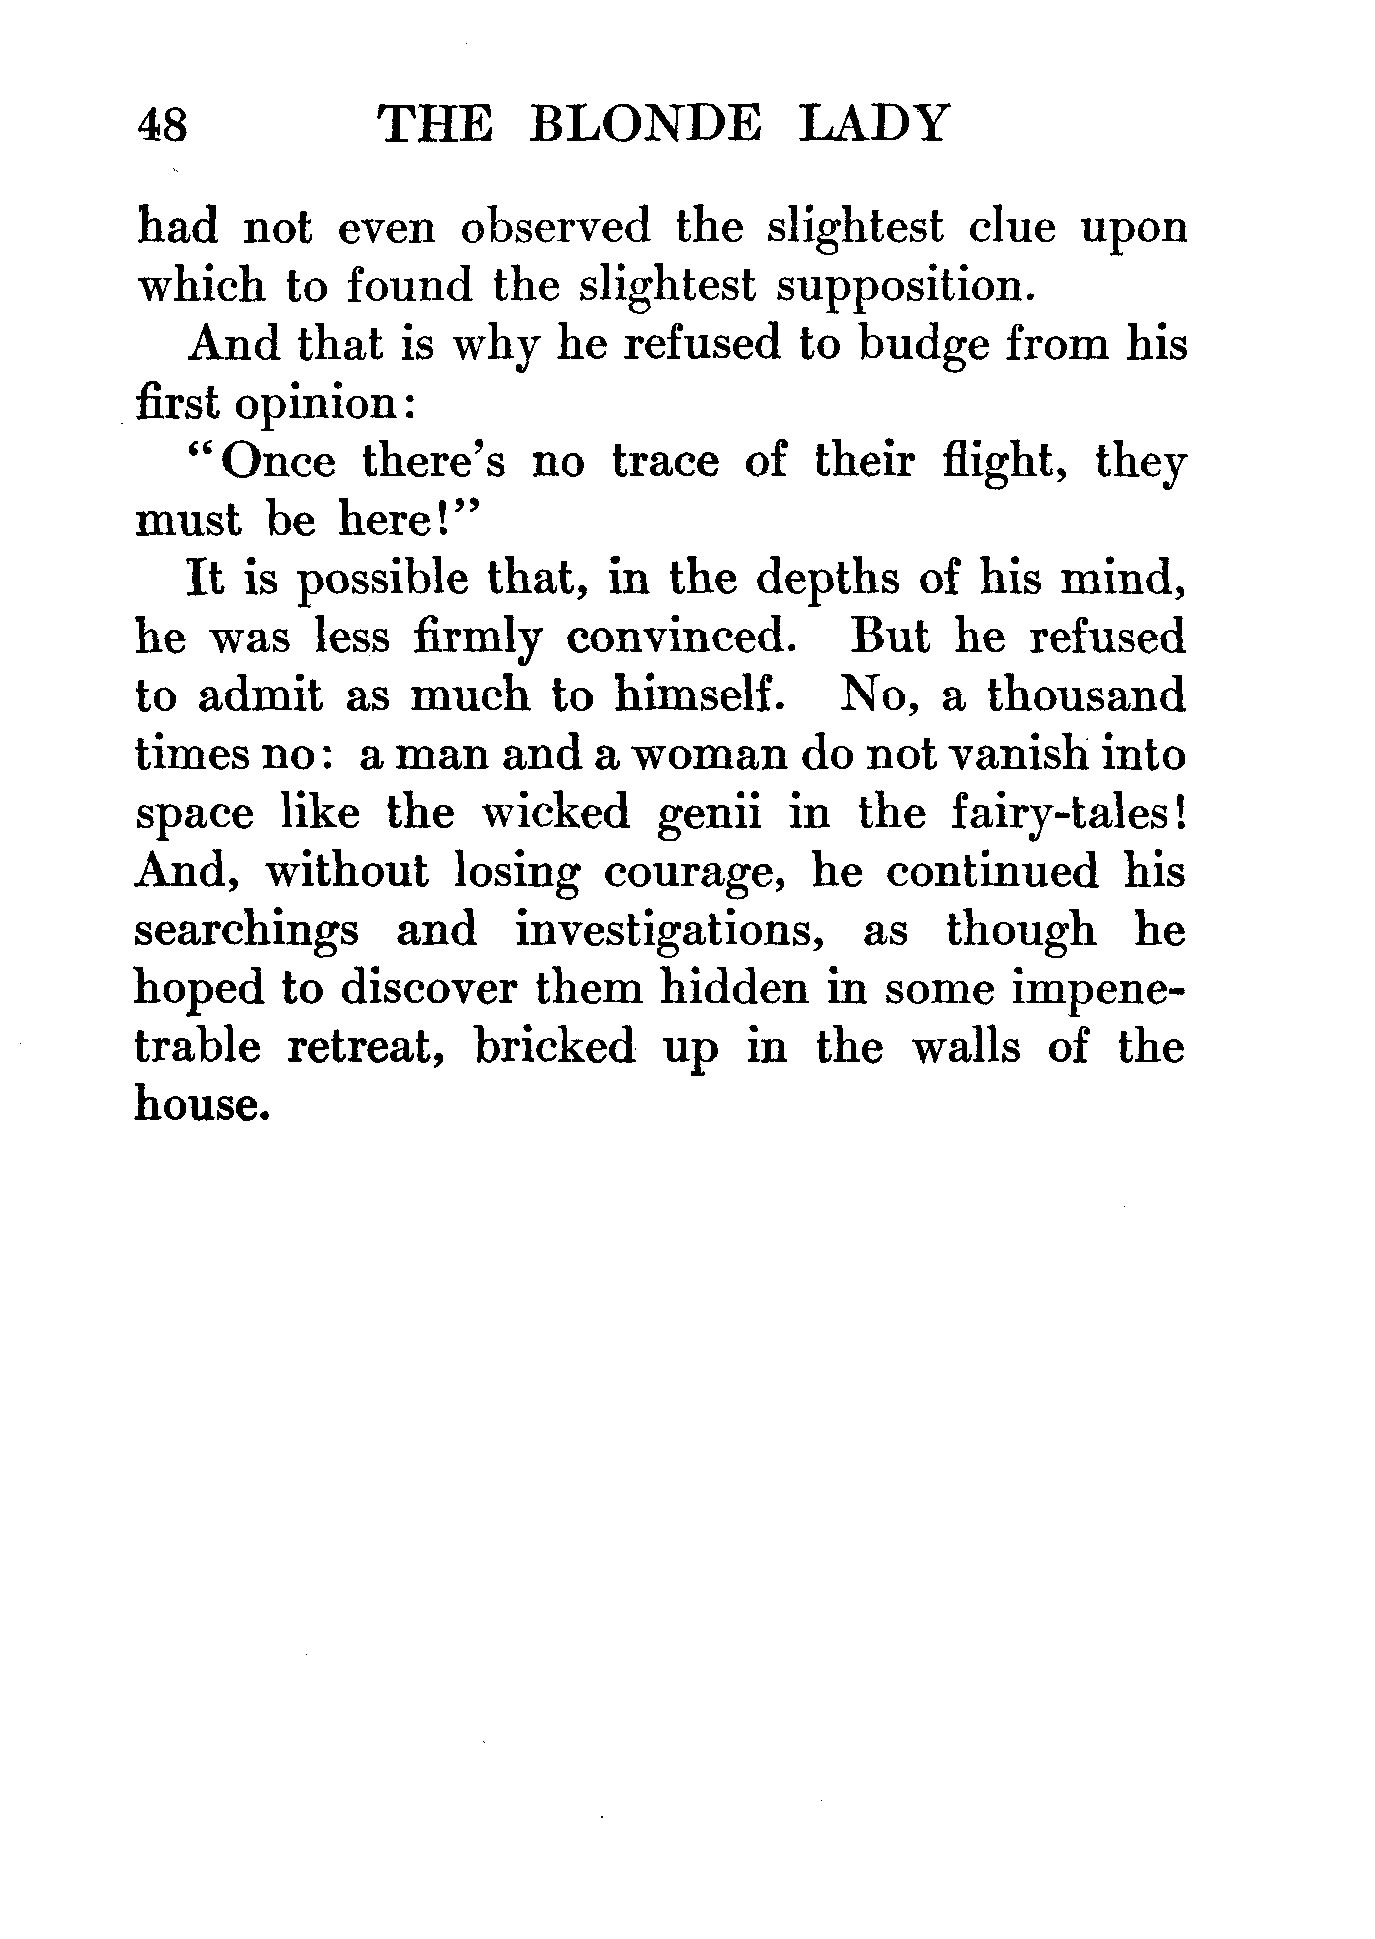 48 THE BLONDE LADY
had not even observed the slightest clue upon
which to found the slightest supposition.
And that is why he refused to budge from his
first opinion:
“Once there’s no trace of their flight, they
must be here!”
It is possible that, in the depths of his mind,
he was less firmly convinced. But he refused
to admit as much to himself. No, a thousand
times no: a man and a woman do not vanish into
space like the wicked genii in the fairy-tales!
And, without losing courage, he continued his
searchings and investigations, as though he
hoped to discover them hidden in some impene-
trable retreat, bricked up in the walls of the
house.